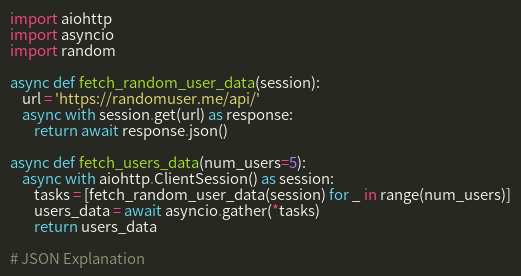 import aiohttp
import asyncio
import random

async def fetch_random_user_data(session):
    url = 'https://randomuser.me/api/'
    async with session.get(url) as response:
        return await response.json()

async def fetch_users_data(num_users=5):
    async with aiohttp.ClientSession() as session:
        tasks = [fetch_random_user_data(session) for _ in range(num_users)]
        users_data = await asyncio.gather(*tasks)
        return users_data

# JSON Explanation